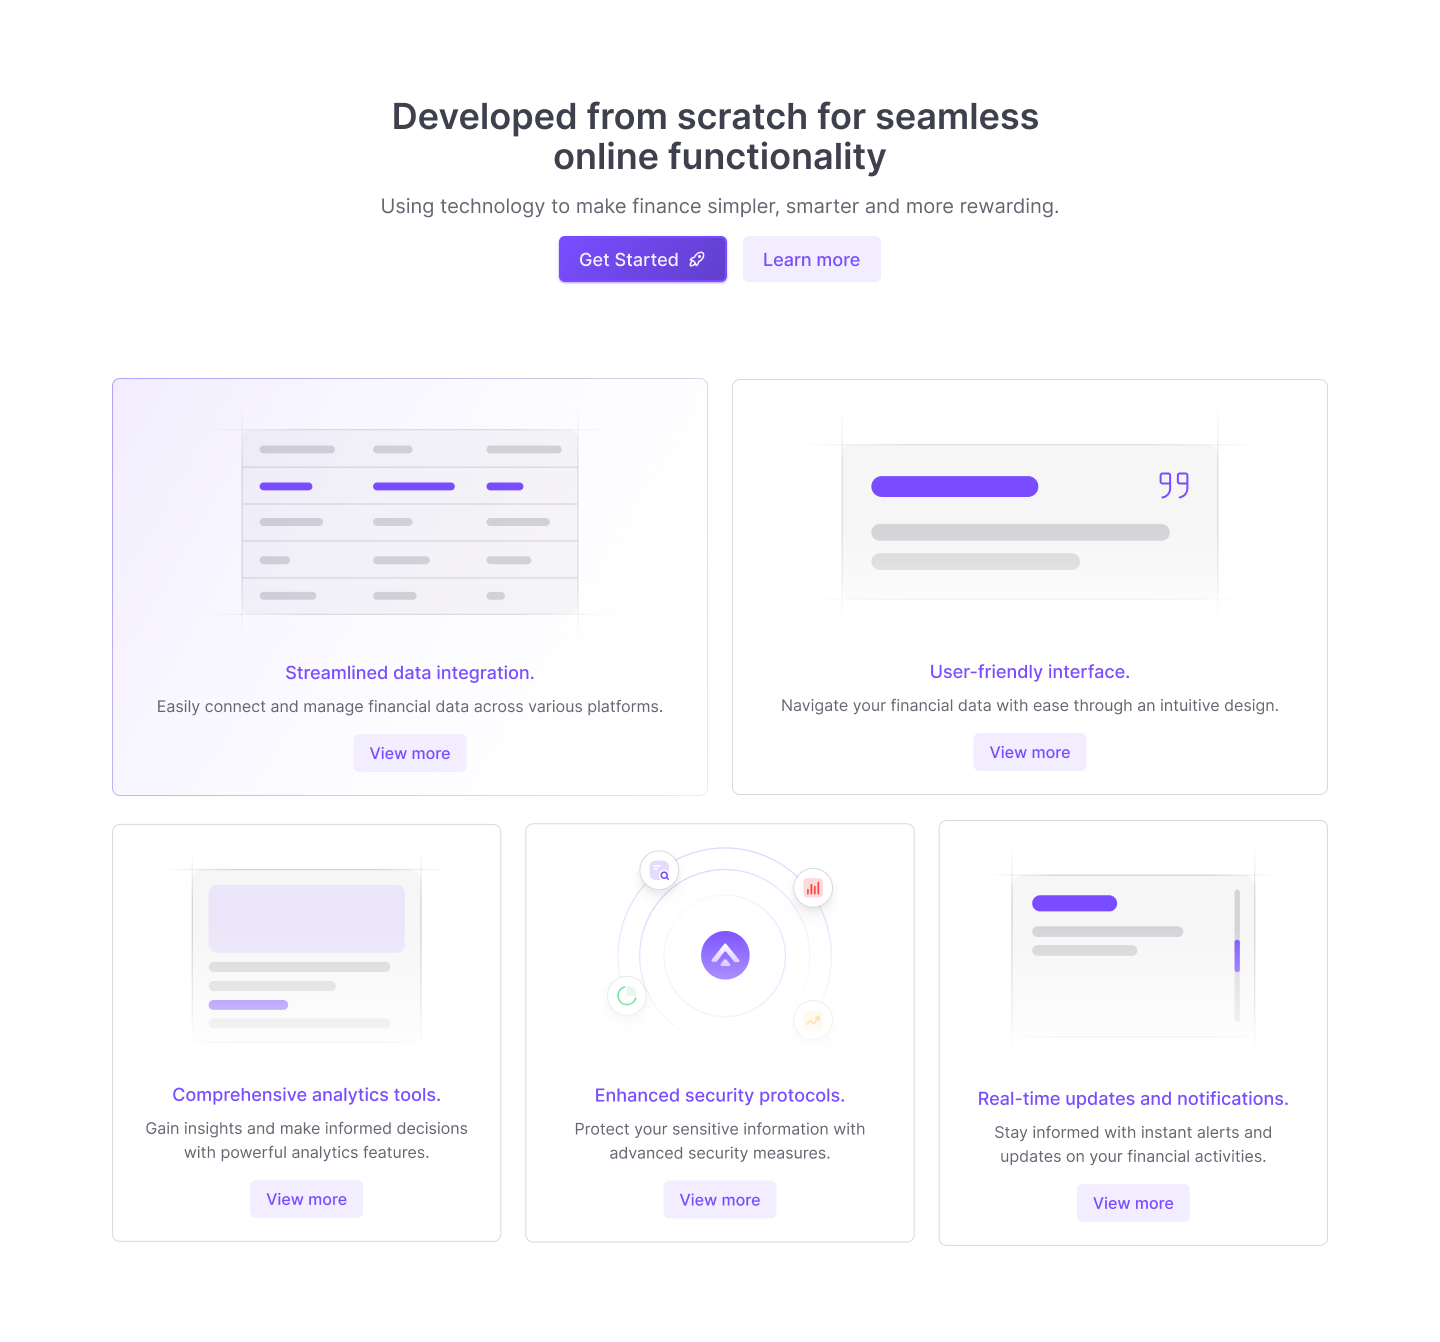 Developed from scratch for seamless
online functionality
Using technology to make finance simpler, smarter and more rewarding.
Get Started
Learn more
Streamlined data integration.
Easily connect and manage financial data across various platforms.
View more
User-friendly interface.
Navigate your financial data with ease through an intuitive design.
View more
Comprehensive analytics tools.
Gain insights and make informed decisions
with powerful analytics features.
View more
Enhanced security protocols.
Protect your sensitive information with
advanced security measures.
View more
Real-time updates and notifications.
Stay informed with instant alerts and
updates on your financial activities.
View more